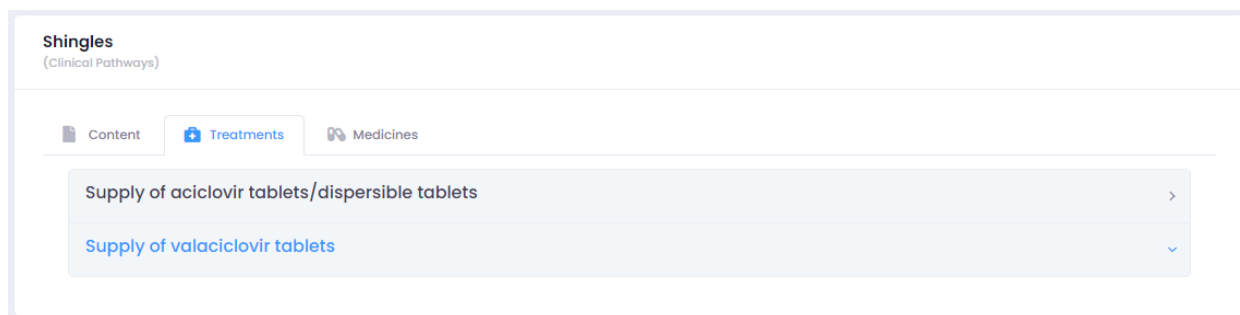 Shingles
(Clinical Pathways)
Content Treatments Medicines
Supply of aciclovir tablets/dispersible tablets
Supply of valaciclovir tablets